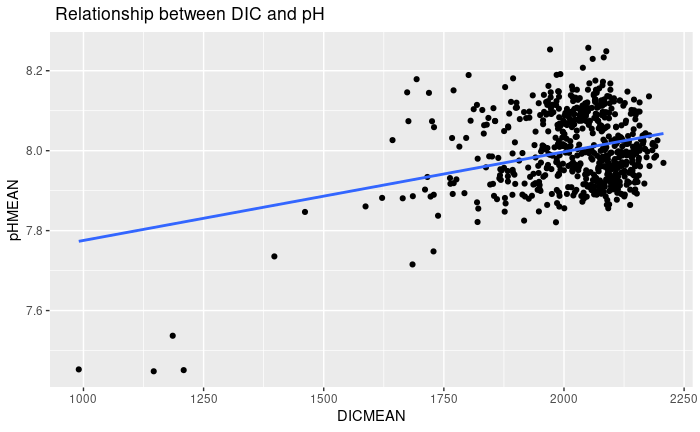 Relationship between DIC and pH
8.2
8.0
7.8
7.6
pHMEAN
1000 1250 1500 1750 2000 2250
DICMEAN